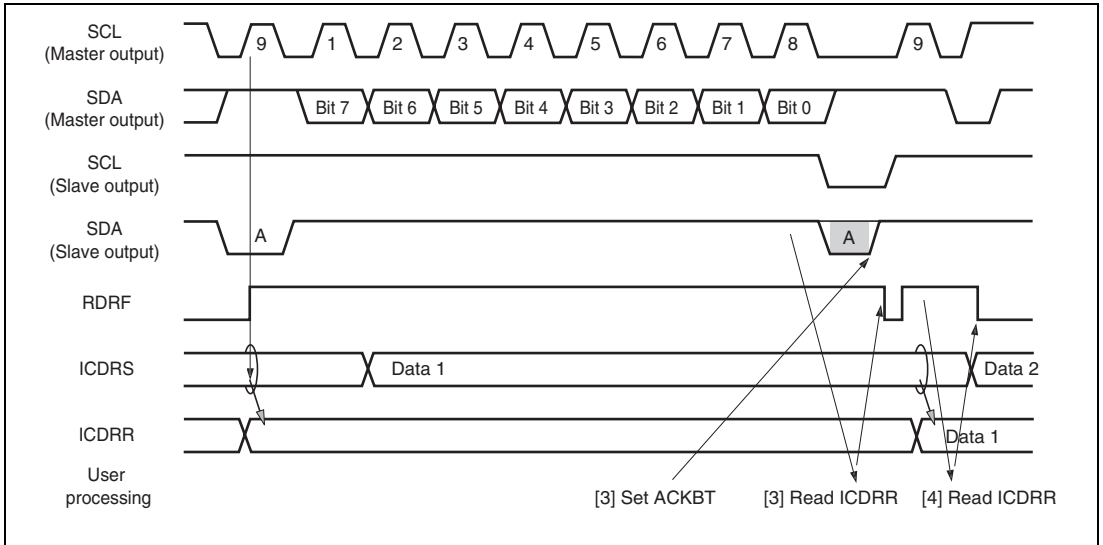 SCL
(Master output)
9 1 2 3 4 5 6 7 8 9
SDA
(Master output)
Bit 7 Bit 6 Bit 5 Bit 4 Bit 3 Bit 2 Bit 1 Bit 0
SCL
(Slave output)
SDA
(Slave output)
A A
RDRF
ICDRS
Data 1 Data 2
ICDRR
Data 1
User
processing
[3] Set ACKBT [3] Read ICDRR [4] Read ICDRR